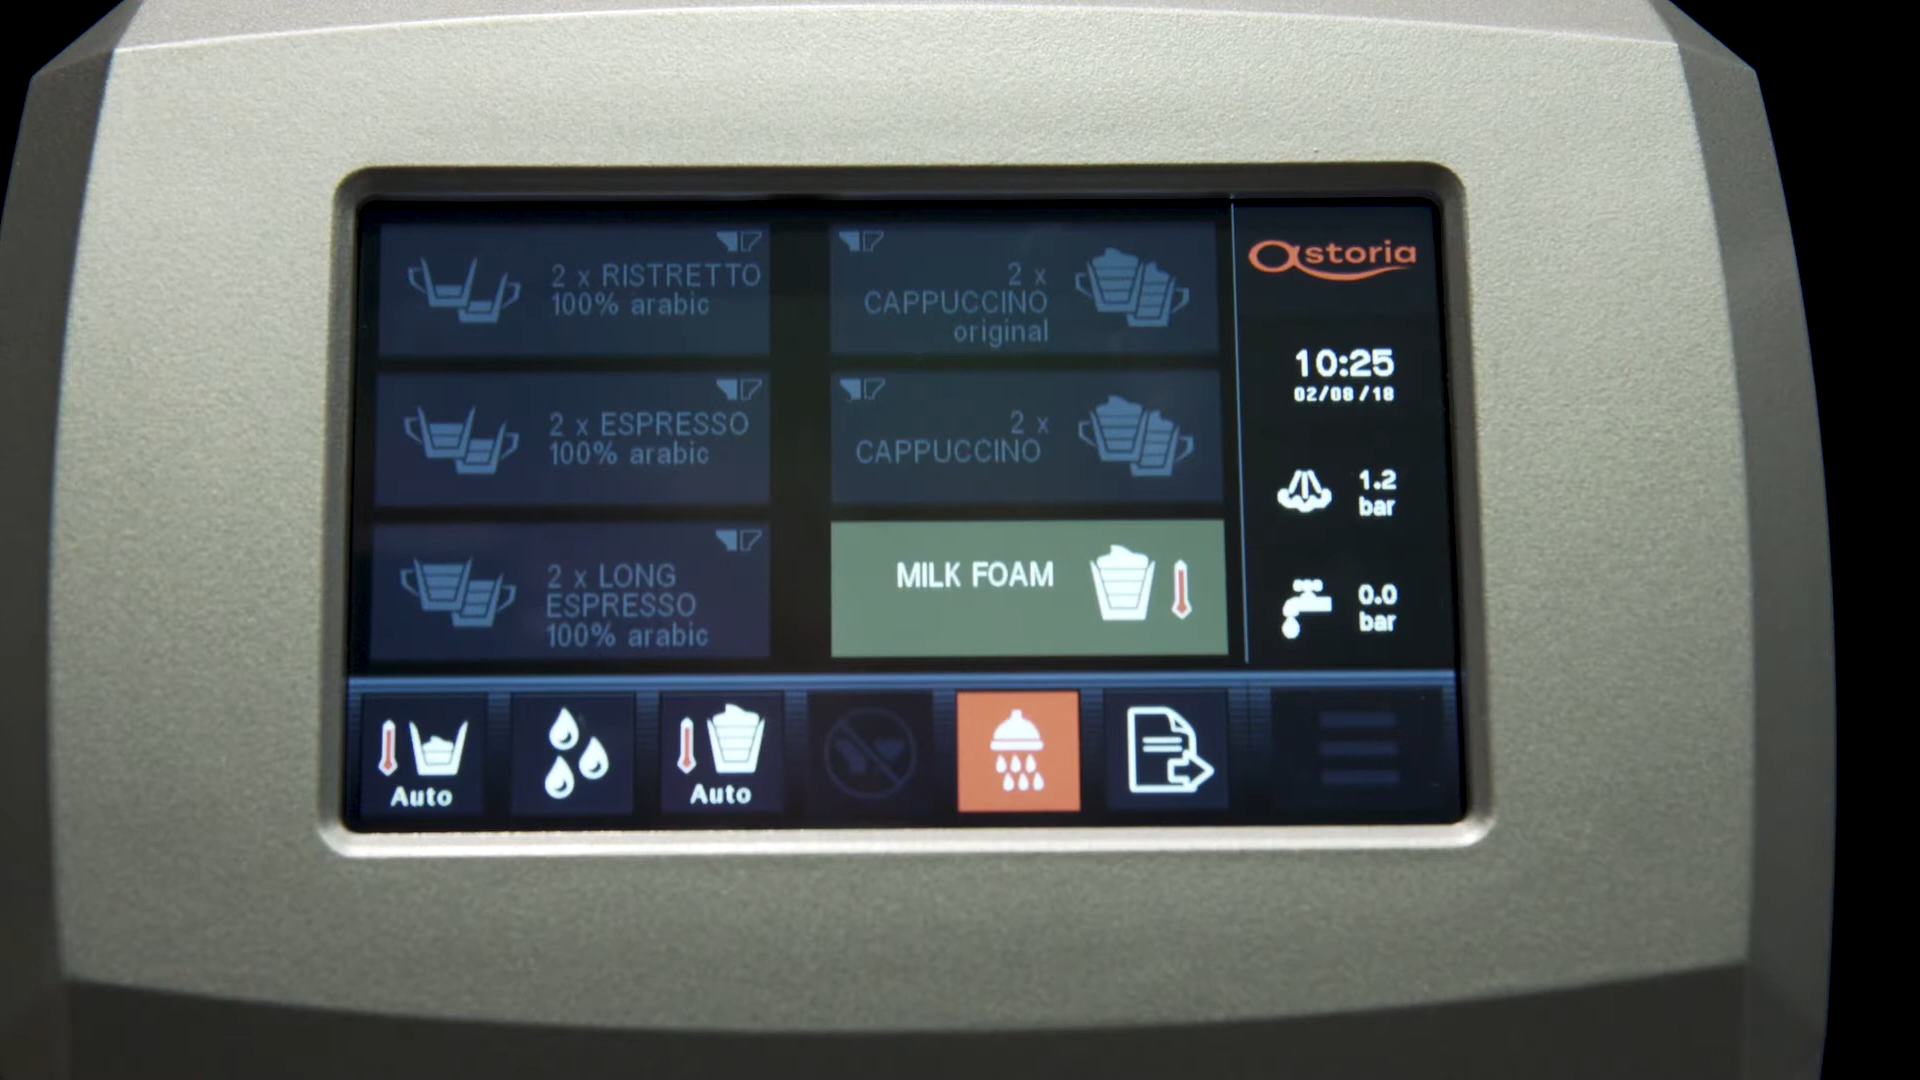 2 x RISTRETTO
100% arabic
2 x
CAPPUCCINO
original
2 x ESPRESSO
100% arabic
2 x
CAPPUCCINO
2 x LONG
ESPRESSO
100% arabic
MILK FOAM
astoria
10:25
02/08/18
1.2
bar
0.0
bar
Auto
Auto